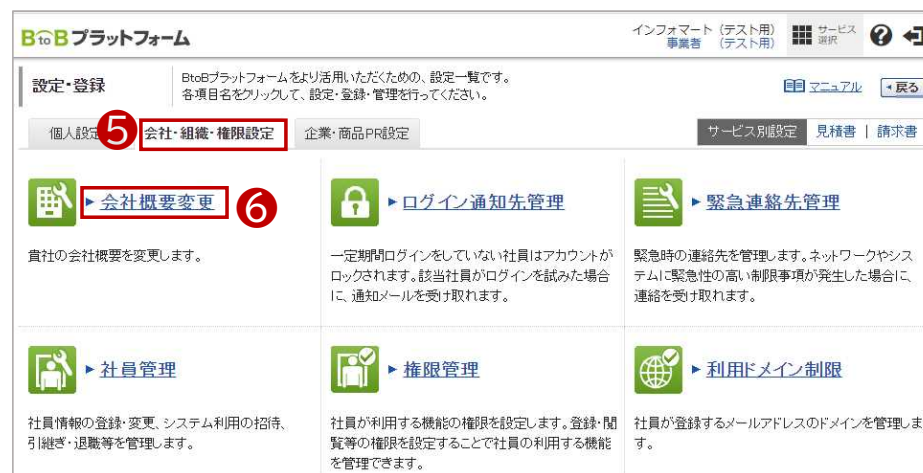 BtoBプラットフォーム
インフォマート (テスト用)
事業者 (テスト用)
サービス
選択
?
設定・登録
BtoBプラットフォームをより活用いただくための、設定一覧です。
各項目名をクリックして、設定・登録・管理を行ってください。
マニュアル
戻る
個人設
5
会社・組織・権限設定
企業・商品PR設定
サービス別設定
見積書 | 請求書
会社概要変更
6
貴社の会社概要を変更します。
ログイン通知先管理
一定期間ログインをしていない社員はアカウントが
ロックされます。該当社員がログインを試みた場合
に、通知メールを受け取れます。
緊急連絡先管理
緊急時の連絡先を管理します。ネットワークやシス
テムに緊急性の高い制限事項が発生した場合に、
連絡を受け取れます。
社員管理
社員情報の登録・変更、システム利用の招待、
引継ぎ・退職等を管理します。
権限管理
社員が利用する機能の権限を設定します。登録・閲
覧等の権限を設定することで社員の利用する機能
を管理できます。
利用ドメイン制限
社員が登録するメールアドレスのドメインを管理しま
す。